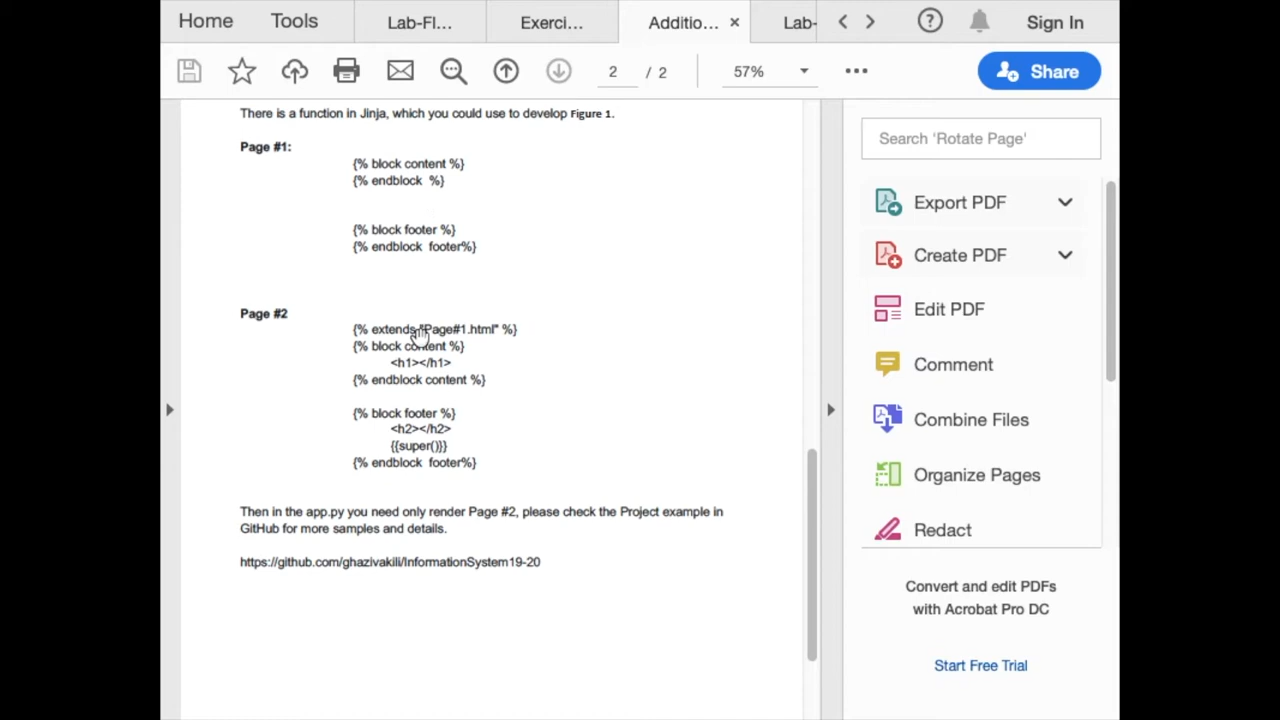 Home
Tools
Lab-Fl...
Exerci...
Additio...
Lab-
Sign In
2 / 2
57%
Share
There is a function in Jinja, which you could use to develop Figure 1.
Page #1:
{% block content %}
{% endblock %}
{% block footer %}
{% endblock footer%}
Page #2
{% extends "Page#1.html" %}
{% block content %}
<h1></h1>
{% endblock content %}
{% block footer %}
<h2></h2>
{{super()}}
{% endblock footer%}
Then in the app.py you need only render Page #2, please check the Project example in
GitHub for more samples and details.
https://github.com/ghazivakili/InformationSystem19-20
Search 'Rotate Page'
Export PDF
Create PDF
Edit PDF
Comment
Combine Files
Organize Pages
Redact
Convert and edit PDFs
with Acrobat Pro DC
Start Free Trial